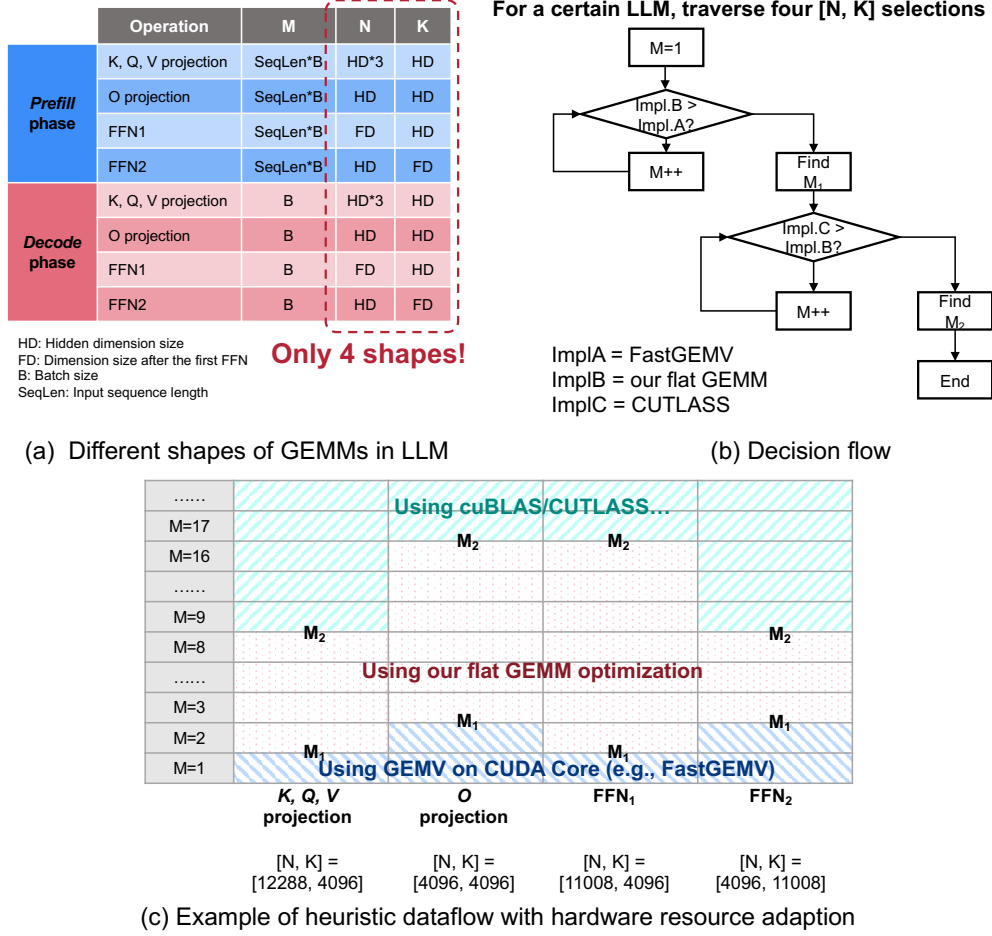 Operation M N K
Prefill phase
K, Q, V projection SeqLen*B HD*3 HD
O projection SeqLen*B HD HD
FFN1 SeqLen*B FD HD
FFN2 SeqLen*B HD FD
Decode phase
K, Q, V projection B HD*3 HD
O projection B HD HD
FFN1 B FD HD
FFN2 B HD FD
HD: Hidden dimension size
FD: Dimension size after the first FFN
B: Batch size
SeqLen: Input sequence length
Only 4 shapes!
(a) Different shapes of GEMMs in LLM
For a certain LLM, traverse four [N, K] selections
M=1
Impl.B >
Impl.A?
M++
Find
M₁
Impl.C >
Impl.B?
M++
Find
M₂
End
ImplA = FastGEMV
ImplB = our flat GEMM
ImplC = CUTLASS
(b) Decision flow
……
Using cuBLAS/CUTLASS…
M=17
M₂ M₂
M=16
……
M=9
M₂ M₂
M=8
……
Using our flat GEMM optimization
M=3
M₁ M₁
M=2
M₁ M₁
M=1
Using GEMV on CUDA Core (e.g., FastGEMV)
K, Q, V
projection
O
projection
FFN₁
FFN₂
[N, K] =
[12288, 4096]
[N, K] =
[4096, 4096]
[N, K] =
[11008, 4096]
[N, K] =
[4096, 11008]
(c) Example of heuristic dataflow with hardware resource adaption